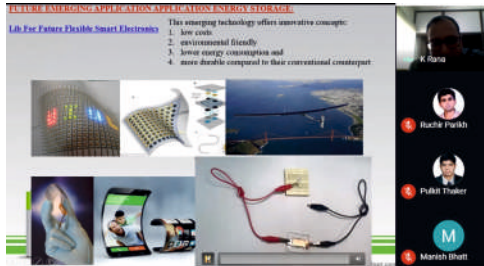 FUTURE EMERGING APPLICATION APPLICATION ENERGY STORAGE:
Lib For Future Flexible Smart Electronics
This emerging technology offers innovative concepts:
1. low costs
2. environmental friendly
3. lower energy consumption and
4. more durable compared to their conventional counterpart
K Rana
Ruchir Parikh
Pulkit Thaker
M
Manish Bhatt